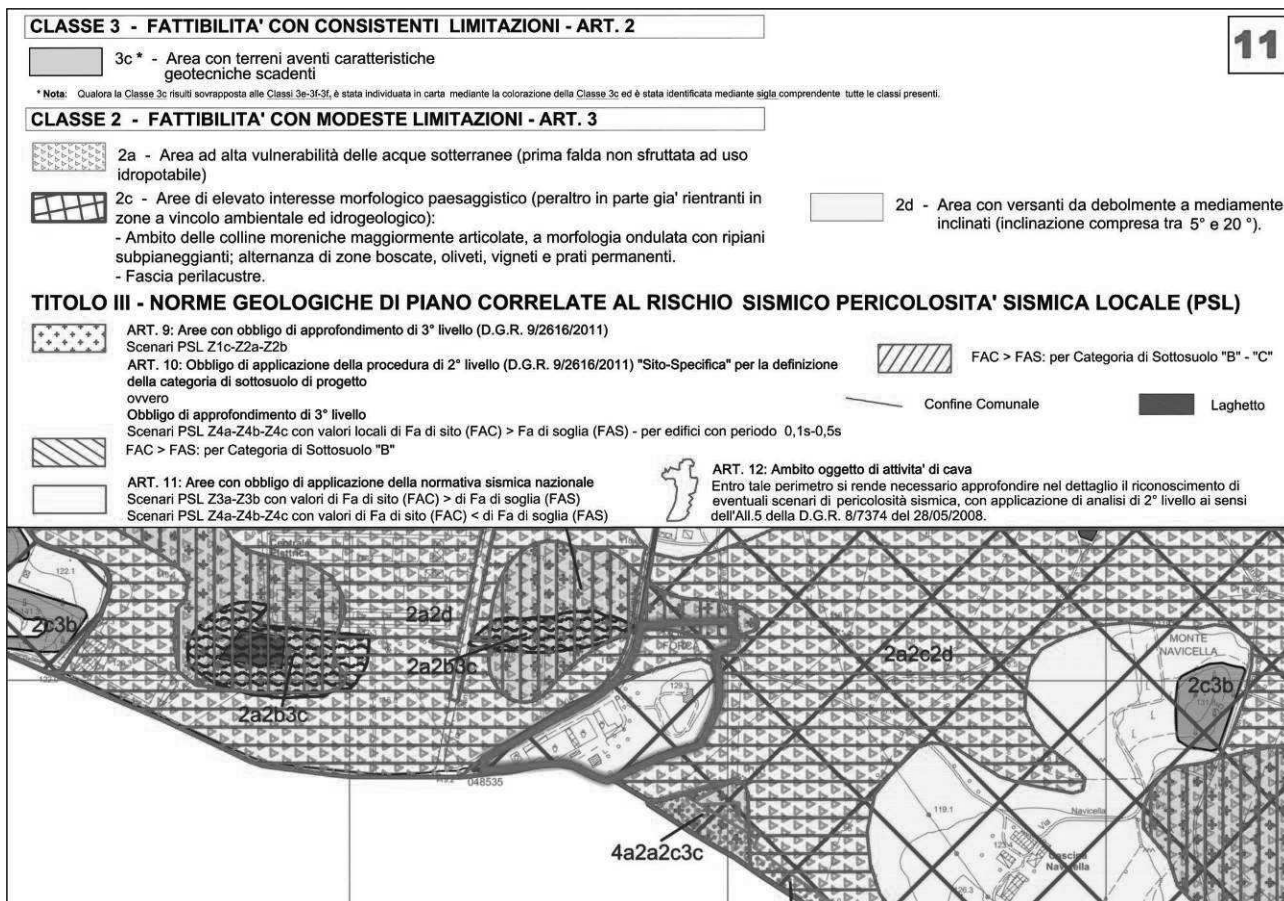 CLASSE 3 - FATTIBILITA' CON CONSISTENTI LIMITAZIONI - ART. 2
11
3c * - Area con terreni aventi caratteristiche
geotecniche scadenti
* Nota: Qualora la Classe 3c risulti sovrapposta alle Classi 3e-3f-3f, è stata individuata in carta mediante la colorazione della Classe 3c ed è stata identificata mediante sigla comprendente tutte le classi presenti.
CLASSE 2 - FATTIBILITA' CON MODESTE LIMITAZIONI - ART. 3
2a - Area ad alta vulnerabilità delle acque sotterranee (prima falda non sfruttata ad uso
idropotabile)
2c - Aree di elevato interesse morfologico paesaggistico (peraltro in parte gia' rientranti in
zone a vincolo ambientale ed idrogeologico):
- Ambito delle colline moreniche maggiormente articolate, a morfologia ondulata con ripiani
subpianeggianti; alternanza di zone boscate, oliveti, vigneti e prati permanenti.
- Fascia perilacustre.
2d - Area con versanti da debolmente a mediamente
inclinati (inclinazione compresa tra 5° e 20 °).
TITOLO III - NORME GEOLOGICHE DI PIANO CORRELATE AL RISCHIO SISMICO PERICOLOSITA' SISMICA LOCALE (PSL)
ART. 9: Aree con obbligo di approfondimento di 3° livello (D.G.R. 9/2616/2011)
Scenari PSL Z1c-Z2a-Z2b
ART. 10: Obbligo di applicazione della procedura di 2° livello (D.G.R. 9/2616/2011) "Sito-Specifica" per la definizione
della categoria di sottosuolo di progetto
ovvero
Obbligo di approfondimento di 3° livello
Scenari PSL Z4a-Z4b-Z4c con valori locali di Fa di sito (FAC) > Fa di soglia (FAS) - per edifici con periodo 0,1s-0,5s
FAC > FAS: per Categoria di Sottosuolo "B"
FAC > FAS: per Categoria di Sottosuolo "B" - "C"
Confine Comunale
Laghetto
ART. 11: Aree con obbligo di applicazione della normativa sismica nazionale
Scenari PSL Z3a-Z3b con valori di Fa di sito (FAC) > di Fa di soglia (FAS)
Scenari PSL Z4a-Z4b-Z4c con valori di Fa di sito (FAC) < di Fa di soglia (FAS)
ART. 12: Ambito oggetto di attivita' di cava
Entro tale perimetro si rende necessario approfondire nel dettaglio il riconoscimento di
eventuali scenari di pericolosità sismica, con applicazione di analisi di 2° livello ai sensi
dell'All.5 della D.G.R. 8/7374 del 28/05/2008.
Centrale
Elettrica
122.1
2c3b
2a2d
2a2b3c
2a2b3c
129.3
2a2c2d
MONTE
NAVICELLA
2c3b
048535
119.1
Via Navicella
123.4
Cascina
Navicella
126.3
4a2a2c3c